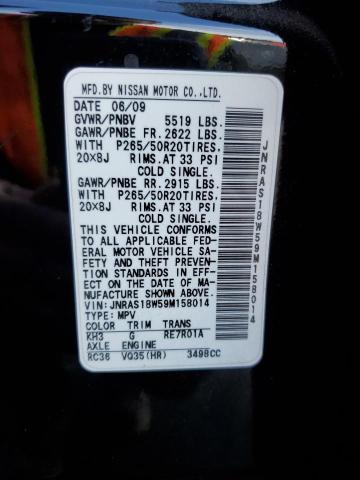 MFD.BY NISSAN MOTOR CO.,LTD.
DATE 06/09
GVWR/PNBV 5519 LBS.
GAWR/PNBE FR. 2622 LBS.
WITH P265/50R20TIRES,
20×8J RIMS.AT 33 PSI
COLD SINGLE.
GAWR/PNBE RR. 2915 LBS.
WITH P265/50R20TIRES,
20×8J RIMS.AT 33 PSI
COLD SINGLE.
THIS VEHICLE CONFORMS
TO ALL APPLICABLE FED-
ERAL MOTOR VEHICLE SA-
FETY AND THEFT PREVEN-
TION STANDARDS IN EFF-
ECT ON THE DATE OF MA-
NUFACTURE SHOWN ABOVE.
VIN:JNRAS18W59M158014
TYPE: MPV
COLOR TRIM TRANS
KH3 G RE7R01A
AXLE ENGINE
RC36 VQ35(HR) 3498CC
JNRAS18W59M158014